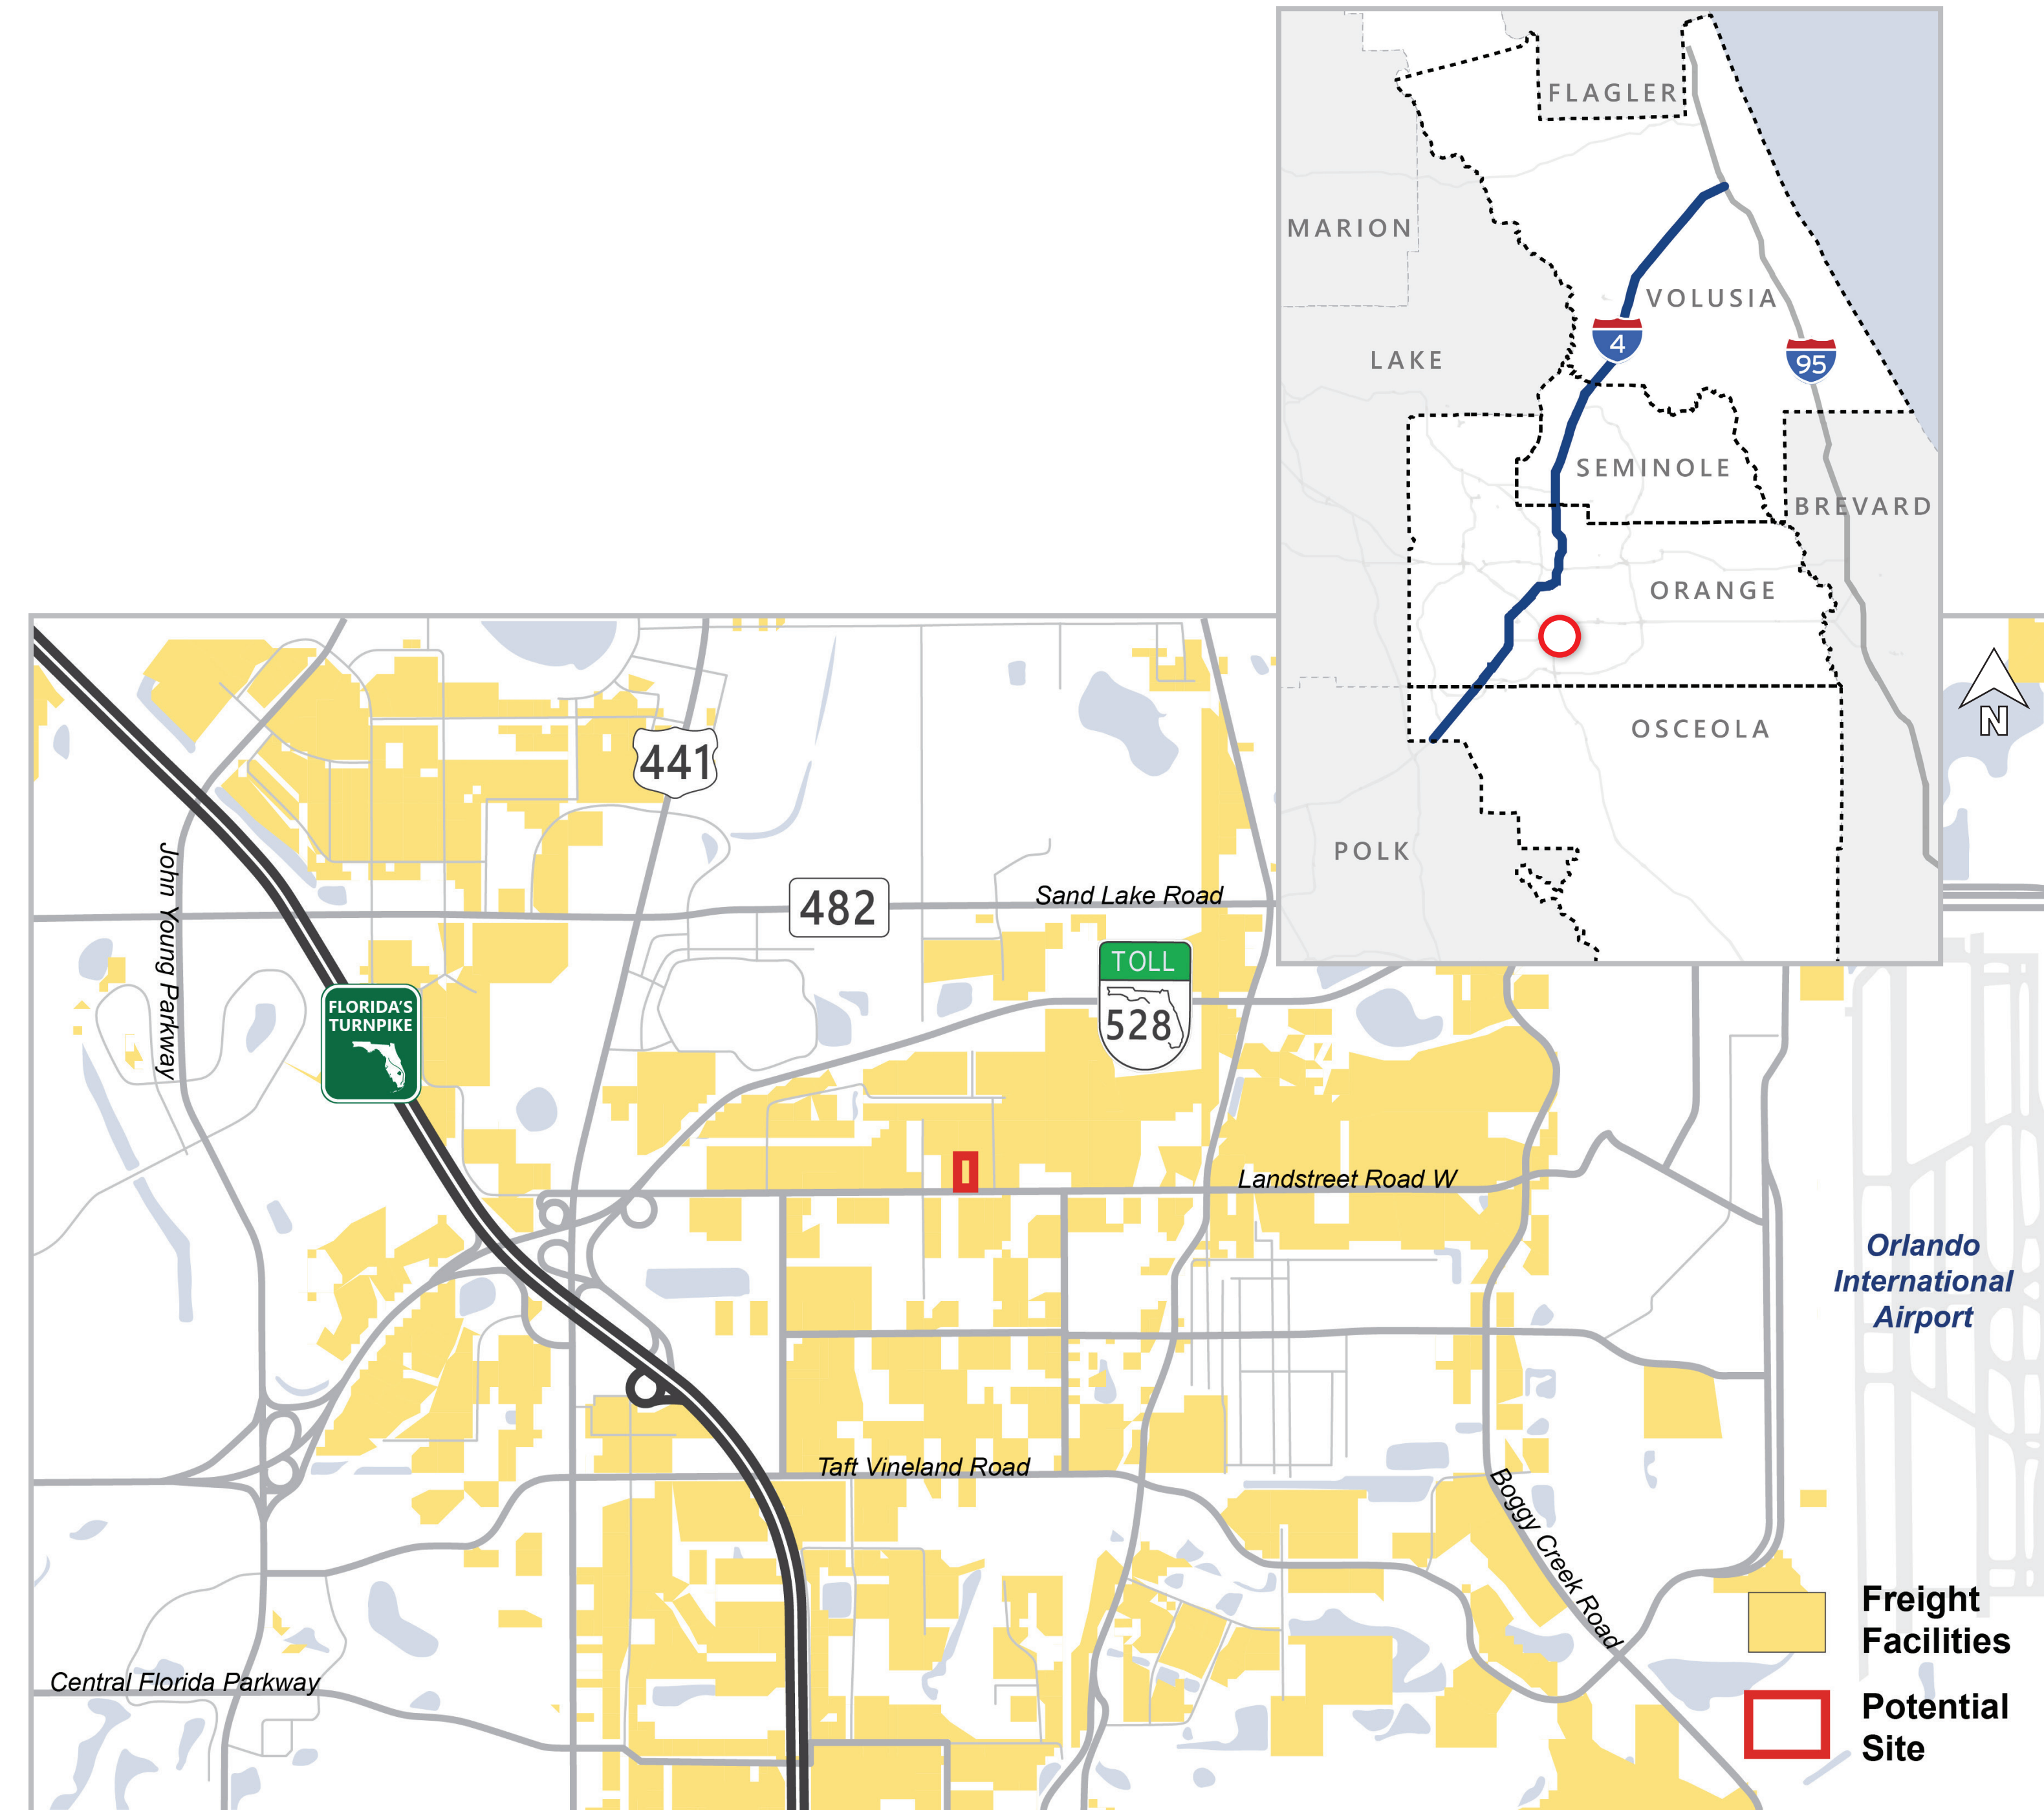 FLAGLER
MARION
VOLUSIA
4
LAKE
95
SEMINOLE
BREVARD
ORANGE
OSCEOLA
POLK
N
441
John Young Parkway
482
Sand Lake Road
TOLL
528
FLORIDA'S
TURNPIKE
Landstreet Road W
Orlando
International
Airport
Taft Vineland Road
Boggy Creek Road
Central Florida Parkway
Freight
Facilities
Potential
Site